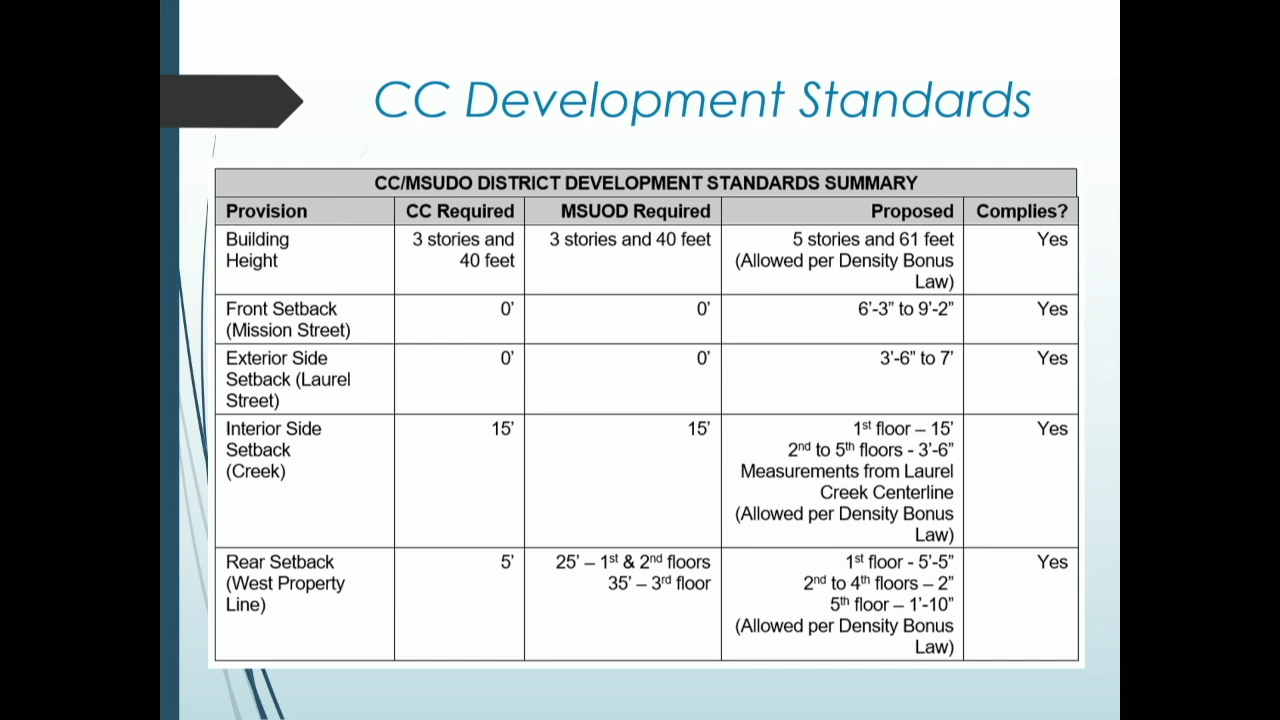 CC Development Standards
CC/MSUDO DISTRICT DEVELOPMENT STANDARDS SUMMARY
Provision CC Required MSUOD Required Proposed Complies?
Building Height 3 stories and 40 feet 3 stories and 40 feet 5 stories and 61 feet (Allowed per Density Bonus Law) Yes
Front Setback (Mission Street) 0’ 0’ 6’-3” to 9’-2” Yes
Exterior Side Setback (Laurel Street) 0’ 0’ 3’-6” to 7’ Yes
Interior Side Setback (Creek) 15’ 15’ 1st floor – 15’ 2nd to 5th floors - 3’-6” Measurements from Laurel Creek Centerline (Allowed per Density Bonus Law) Yes
Rear Setback (West Property Line) 5’ 25’ – 1st & 2nd floors 35’ – 3rd floor 1st floor - 5’-5” 2nd to 4th floors – 2” 5th floor – 1’-10” (Allowed per Density Bonus Law) Yes